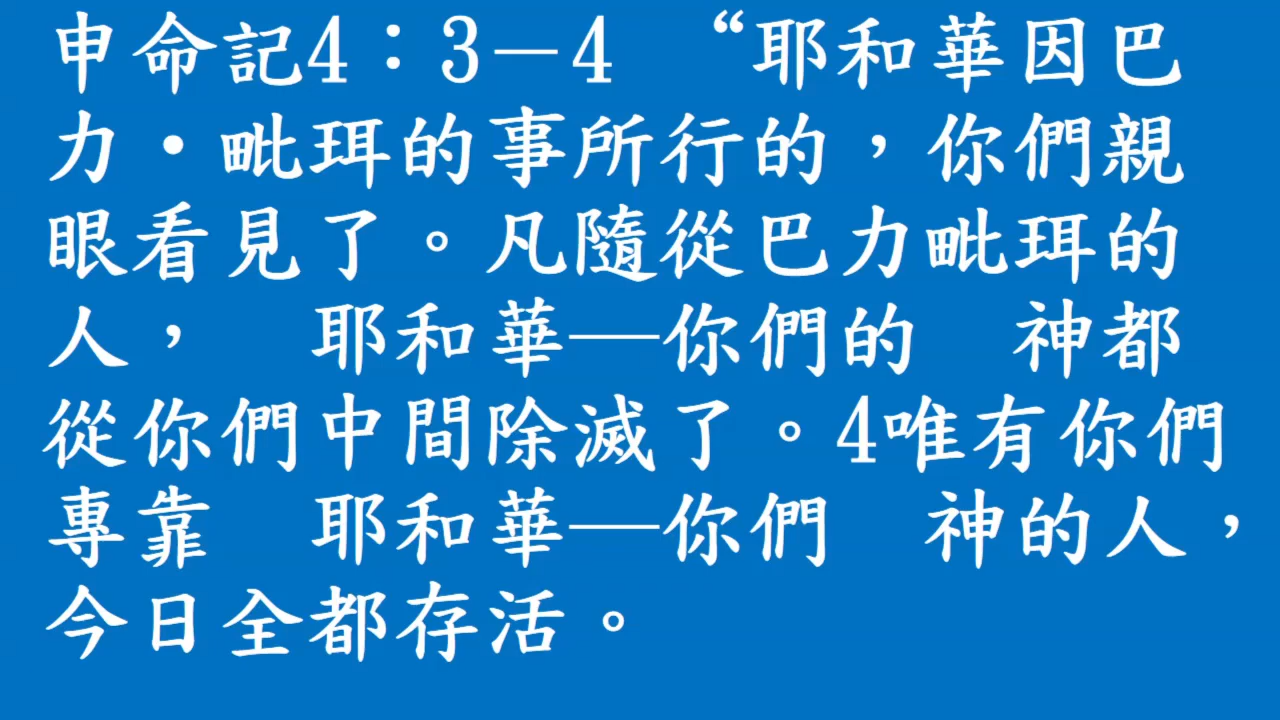 申命記4：3－4　“耶和華因巴
力·毗珥的事所行的，你們親
眼看見了。凡隨從巴力毗珥的
人，　耶和華—你們的　神都
從你們中間除滅了。4唯有你們
專靠　耶和華—你們　神的人，
今日全都存活。